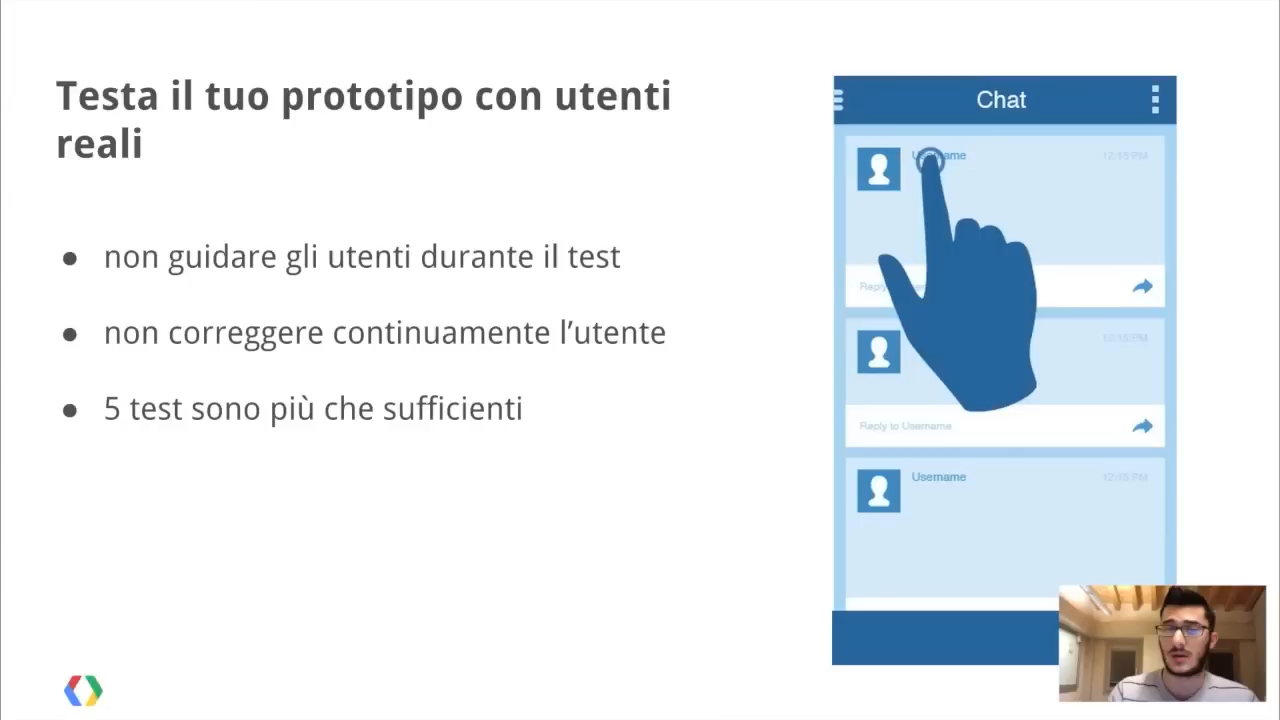 Testa il tuo prototipo con utenti
reali
● non guidare gli utenti durante il test
● non correggere continuamente l’utente
● 5 test sono più che sufficienti
Chat
Username 12:15 PM
Reply
12:15 PM
Reply to Username
Username 12:15 PM